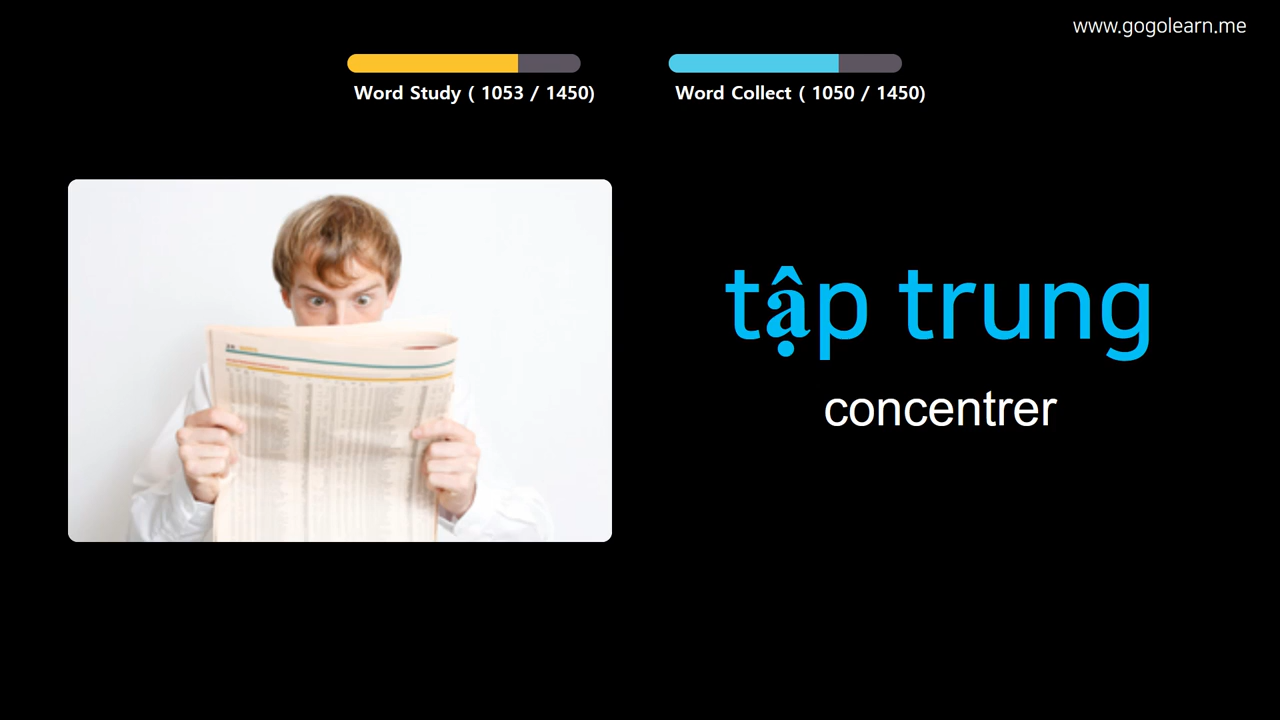 www.gogolearn.me
Word Study ( 1053 / 1450)
Word Collect ( 1050 / 1450)
tập trung
concentrer